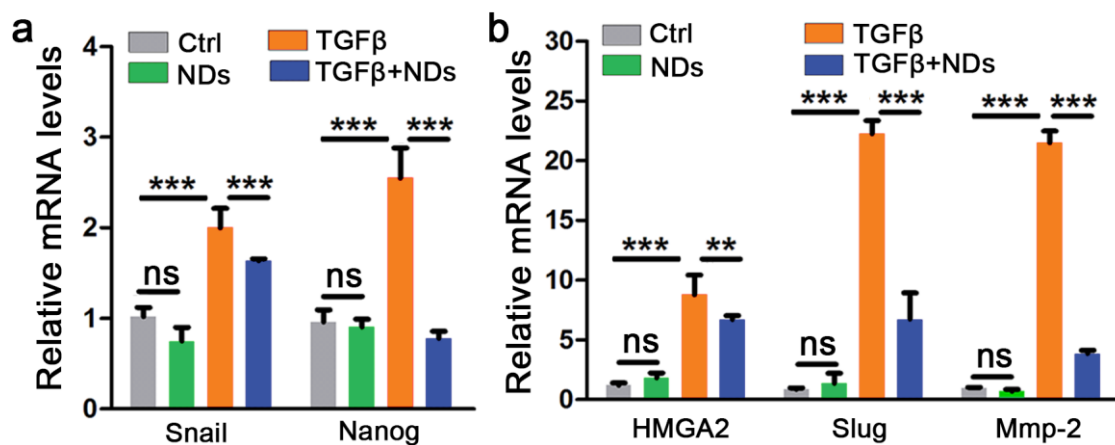 a
Relative mRNA levels
Ctrl
TGFβ
NDs
TGFβ+NDs
4
3
2
1
0
*** ***
*** ***
ns
ns
Snail
Nanog
b
Relative mRNA levels
Ctrl
TGFβ
NDs
TGFβ+NDs
30
25
20
15
10
5
0
*** ***
*** ***
*** **
ns
ns
ns
HMGA2
Slug
Mmp-2